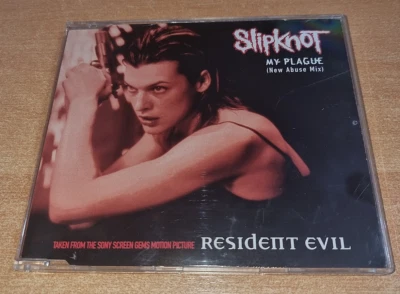 SlipKnoT
MY PLAGUE
(New Abuse Mix)
TAKEN FROM THE SONY SCREEN GEMS MOTION PICTURE RESIDENT EVIL